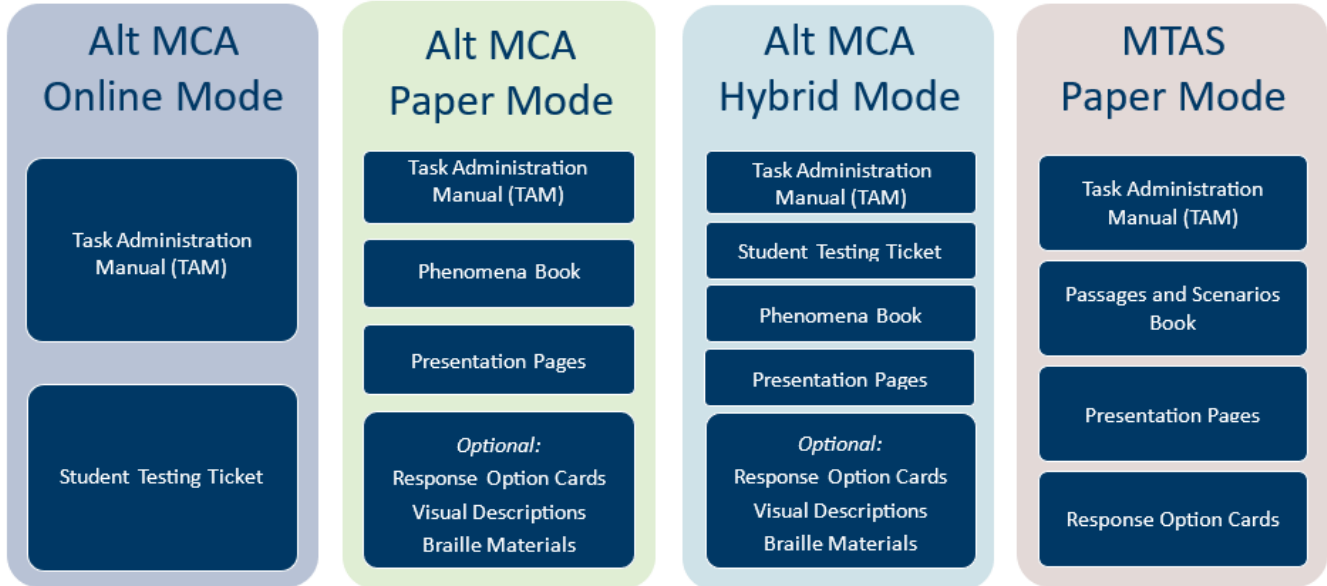 Alt MCA
Online Mode
Task Administration
Manual (TAM)
Student Testing Ticket
Alt MCA
Paper Mode
Task Administration
Manual (TAM)
Phenomena Book
Presentation Pages
Optional:
Response Option Cards
Visual Descriptions
Braille Materials
Alt MCA
Hybrid Mode
Task Administration
Manual (TAM)
Student Testing Ticket
Phenomena Book
Presentation Pages
Optional:
Response Option Cards
Visual Descriptions
Braille Materials
MTAS
Paper Mode
Task Administration
Manual (TAM)
Passages and Scenarios
Book
Presentation Pages
Response Option Cards